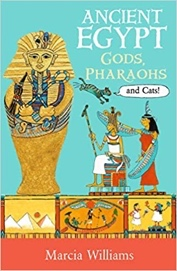 ANCIENT
EGYPT
GODS,
PHARAOHS
and Cats!
Marcia Williams